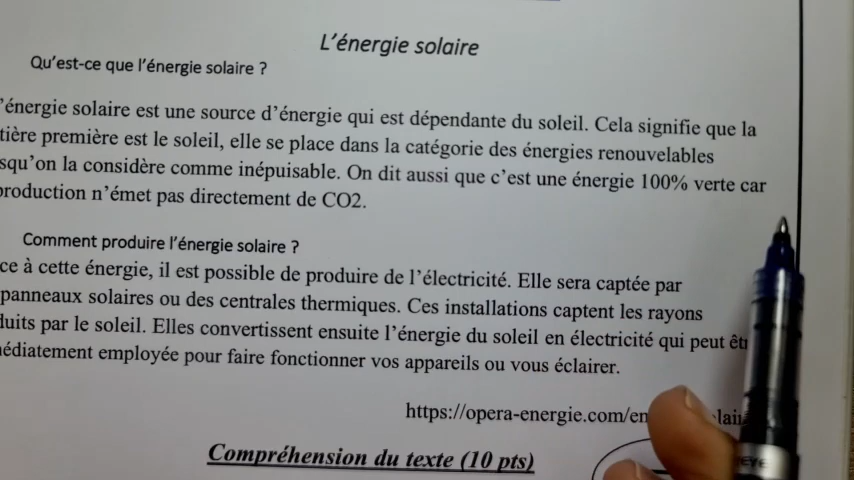 L'énergie solaire
Qu'est-ce que l'énergie solaire ?
'énergie solaire est une source d'énergie qui est dépendante du soleil. Cela signifie que la
tière première est le soleil, elle se place dans la catégorie des énergies renouvelables
squ'on la considère comme inépuisable. On dit aussi que c'est une énergie 100% verte car
production n'émet pas directement de CO2.
Comment produire l'énergie solaire ?
ce à cette énergie, il est possible de produire de l'électricité. Elle sera captée par
panneaux solaires ou des centrales thermiques. Ces installations captent les rayons
duits par le soleil. Elles convertissent ensuite l'énergie du soleil en électricité qui peut êt
édiatement employée pour faire fonctionner vos appareils ou vous éclairer.
https://opera-energie.com/en
Compréhension du texte (10 pts)